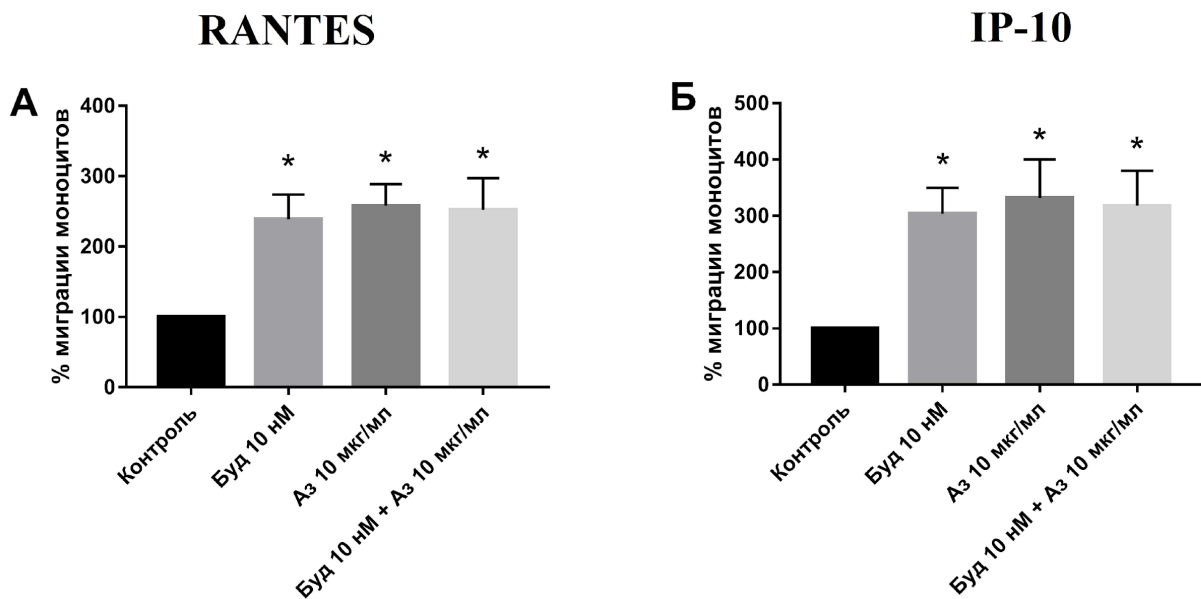 RANTES
IP-10
А
% миграции моноцитов
400
300
200
100
0
*
*
*
Контроль
Буд 10 нМ
Аз 10 мкг/мл
Буд 10 нМ + Аз 10 мкг/мл
Б
% миграции моноцитов
500
400
300
200
100
0
*
*
*
Контроль
Буд 10 нМ
Аз 10 мкг/мл
Буд 10 нМ + Аз 10 мкг/мл